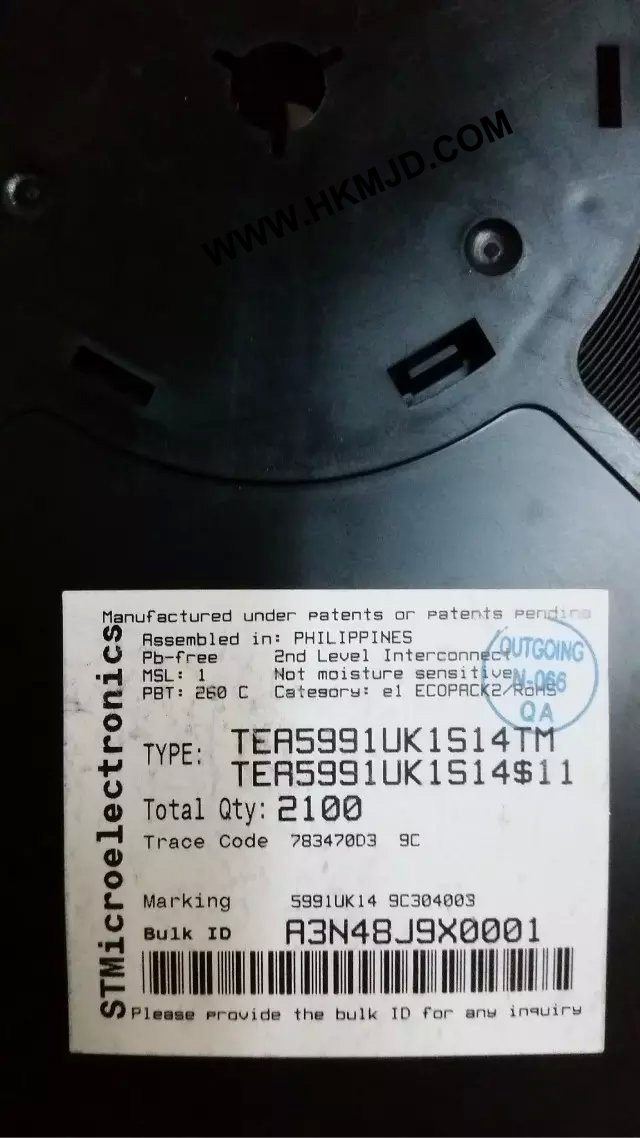 WWW.HKMJD.COM
Manufactured under patents or patents pending
Assembled in: PHILIPPINES
Pb-free 2nd Level Interconnect
MSL: 1 Not moisture sensitive
PBT: 260 C Category: e1 ECOPACK2/RoHS
OUTGOING
N-066
QA
STMicroelectronics
TYPE: TEA5991UK1S14TM
TEA5991UK1S14$11
Total Qty: 2100
Trace Code 783470D3 9C
Marking 5991UK14 9C304003
Bulk ID A3N48J9X0001
Please provide the bulk ID for any inquiry